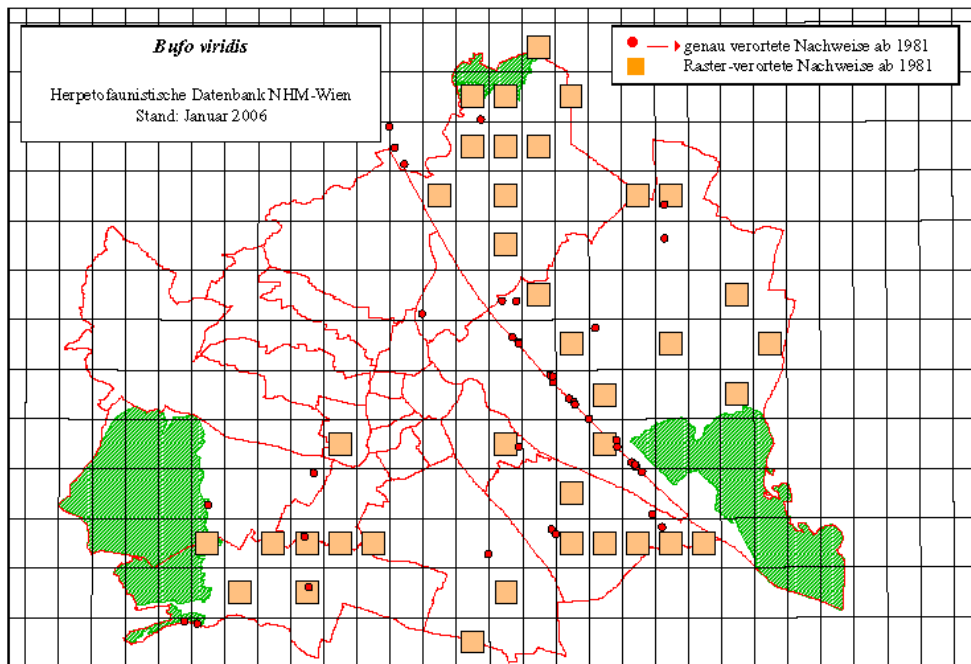 Bufo viridis
Herpetofaunistische Datenbank NHM-Wien
Stand: Januar 2006
genau verortete Nachweise ab 1981
Raster-verortete Nachweise ab 1981